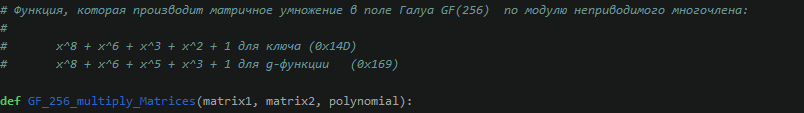 # Функция, которая производит матричное умножение в поле Галуа GF(256)  по модулю неприводимого многочлена:
#
#      x^8 + x^6 + x^3 + x^2 + 1 для ключа (0x14D)
#      x^8 + x^6 + x^5 + x^3 + 1 для g-функции   (0x169)
def GF_256_multiply_Matrices(matrix1, matrix2, polynomial):